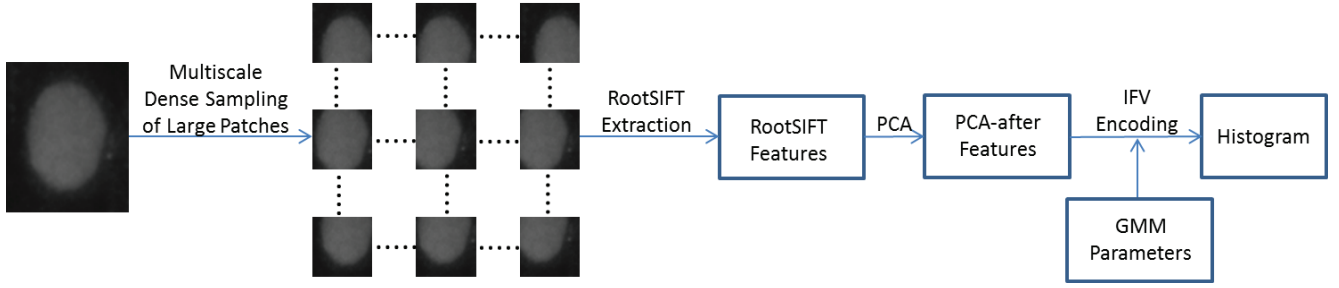 Multiscale
Dense Sampling
of Large Patches
RootSIFT
Extraction
RootSIFT
Features
PCA
PCA-after
Features
IFV
Encoding
Histogram
GMM
Parameters